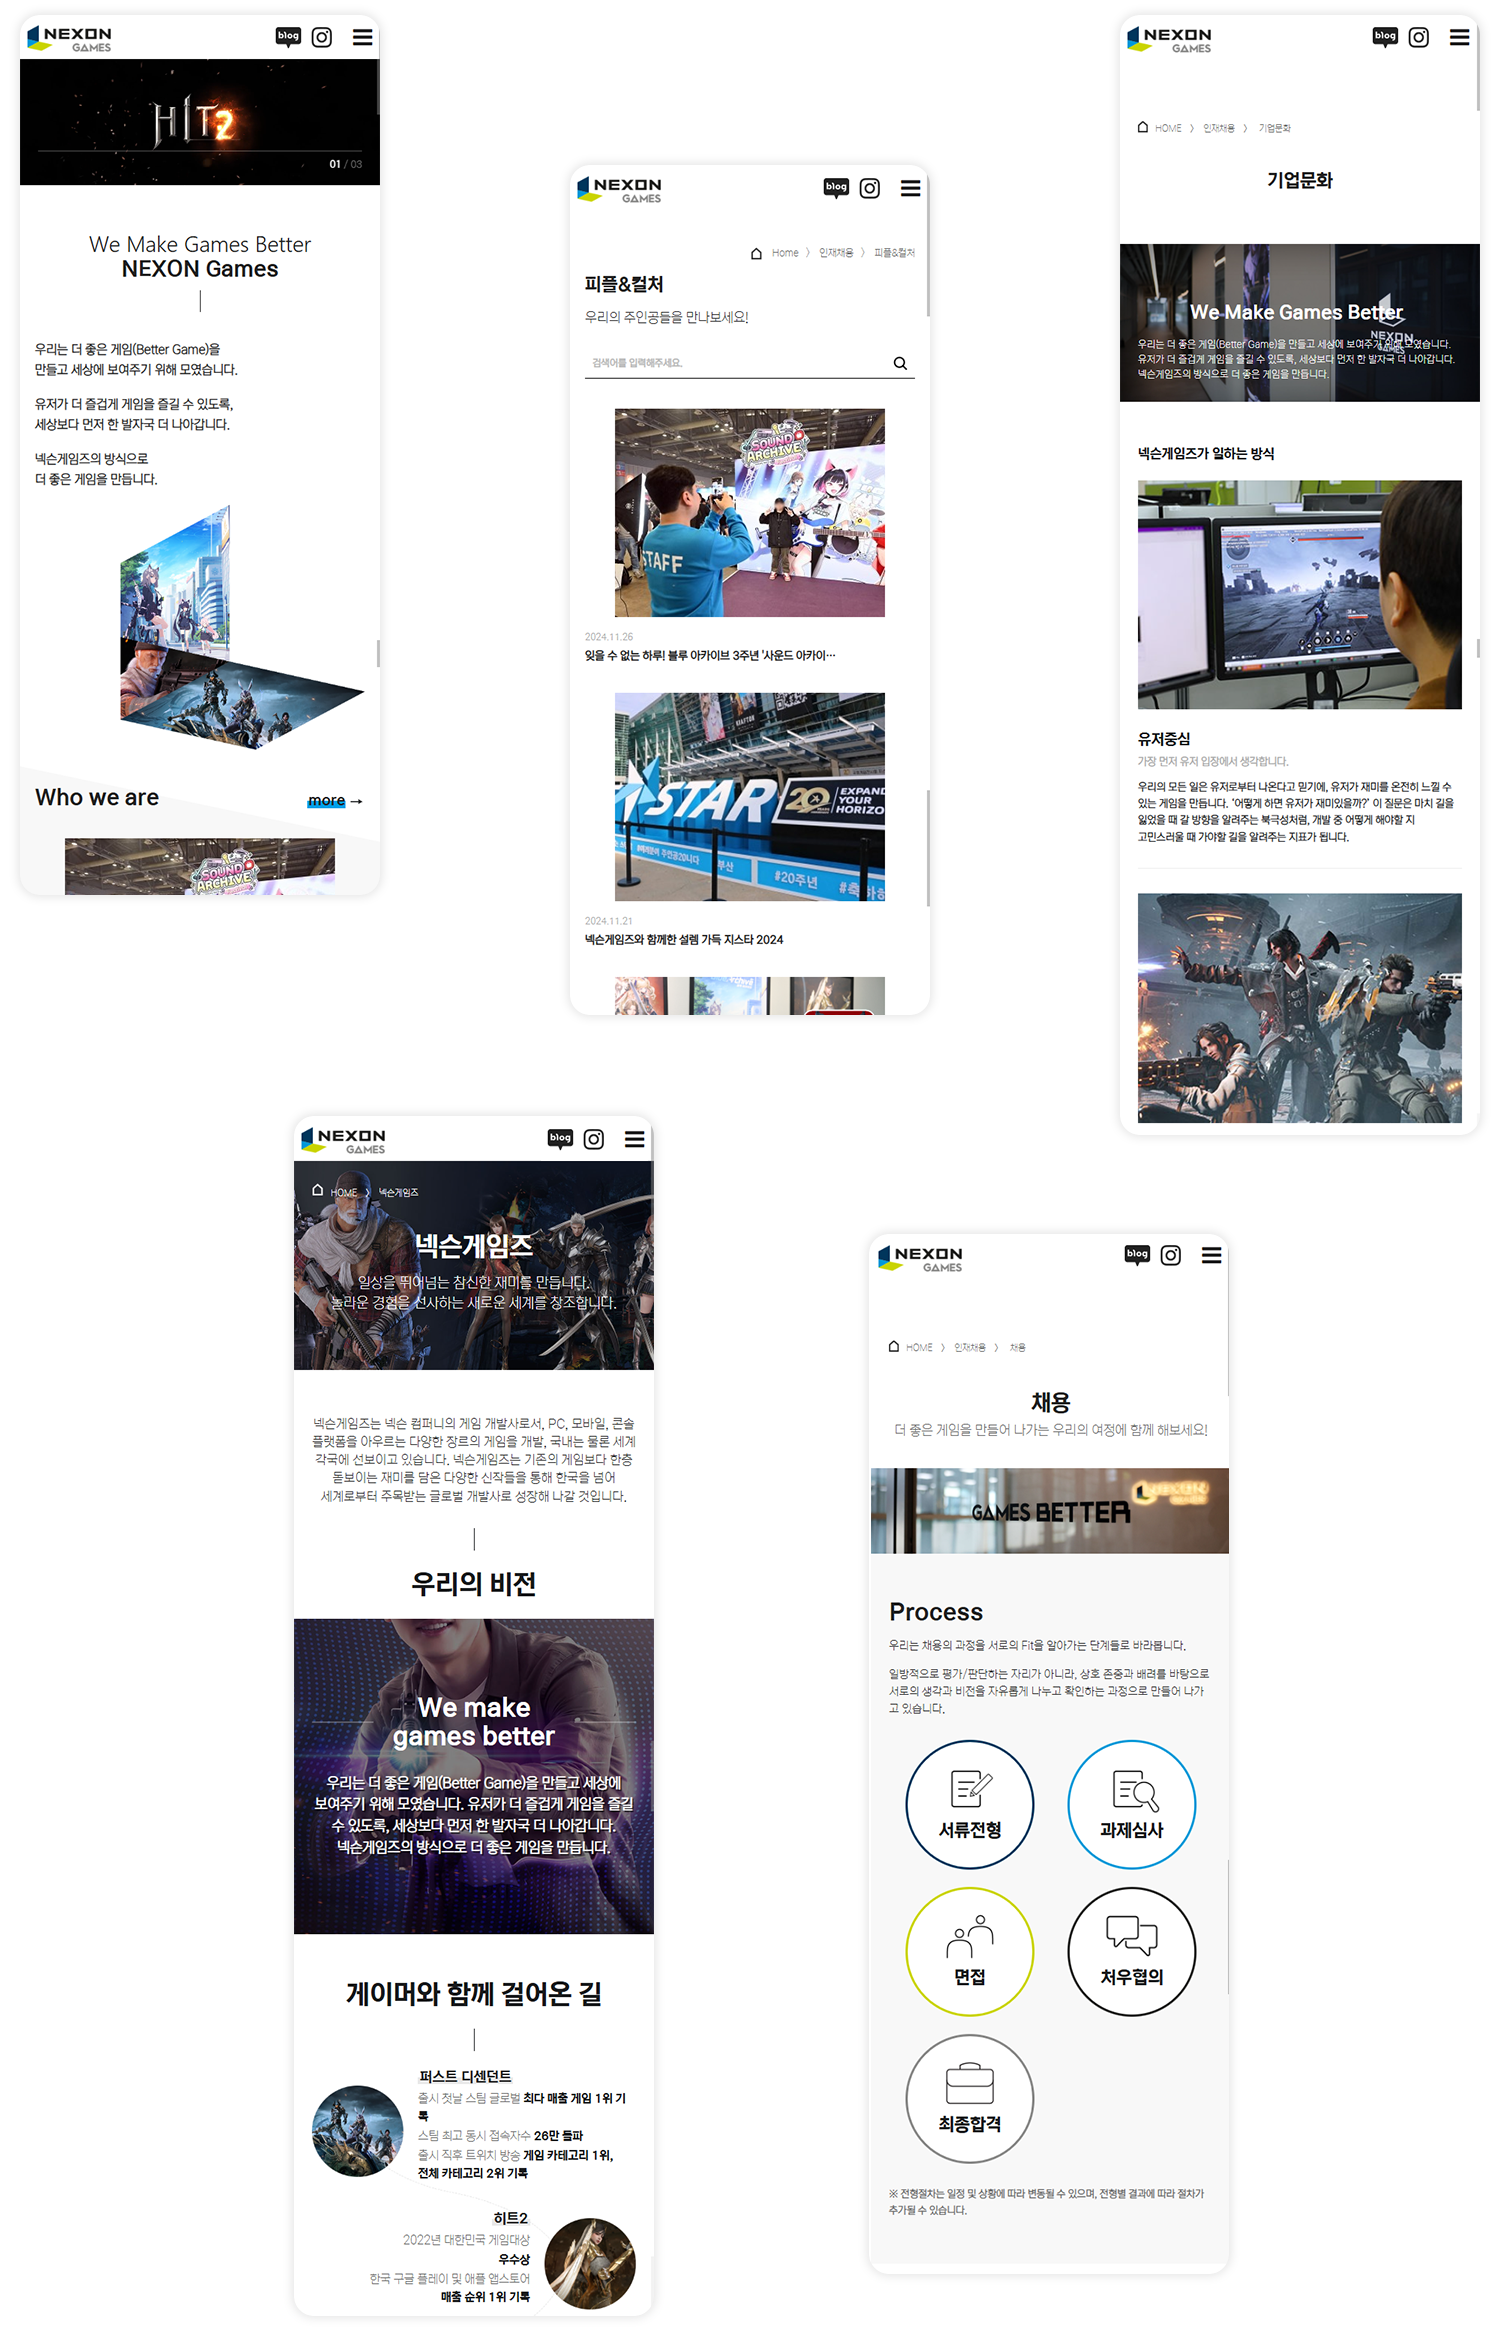 NEXON
GAMES
blog
HIT2
01 / 03
We Make Games Better
NEXON Games
우리는 더 좋은 게임(Better Game)을
만들고 세상에 보여주기 위해 모였습니다.
유저가 더 즐겁게 게임을 즐길 수 있도록,
세상보다 먼저 한 발자국 더 나아갑니다.
넥슨게임즈의 방식으로
더 좋은 게임을 만듭니다.
Who we are
more →
SOUND
ARCHIVE
NEXON
GAMES
blog
Home 〉 인재채용 〉 피플&컬처
피플&컬처
우리의 주인공들을 만나보세요!
검색어를 입력해주세요.
SOUND
ARCHIVE
STAFF
2024.11.26
잊을 수 없는 하루! 블루 아카이브 3주년 '사운드 아카이…
KRAFTON
STAR
20
EXPAND
YOUR
HORIZO
부산
#20주년
2024.11.21
넥슨게임즈와 함께한 설렘 가득 지스타 2024
NEXON
GAMES
blog
HOME 〉 인재채용 〉 기업문화
기업문화
We Make Games Better
NEXON
GAMES
우리는 더 좋은 게임(Better Game)을 만들고 세상에 보여주기 위해 모였습니다.
유저가 더 즐겁게 게임을 즐길 수 있도록, 세상보다 먼저 한 발자국 더 나아갑니다.
넥슨게임즈의 방식으로 더 좋은 게임을 만듭니다.
넥슨게임즈가 일하는 방식
유저중심
가장 먼저 유저 입장에서 생각합니다.
우리의 모든 일은 유저로부터 나온다고 믿기에, 유저가 재미를 온전히 느낄 수
있는 게임을 만듭니다. '어떻게 하면 유저가 재미있을까?' 이 질문은 마치 길을
잃었을 때 갈 방향을 알려주는 북극성처럼, 개발 중 어떻게 해야할 지
고민스러울 때 가야할 길을 알려주는 지표가 됩니다.
NEXON
GAMES
blog
HOME 〉 넥슨게임즈
넥슨게임즈
일상을 뛰어넘는 참신한 재미를 만듭니다.
놀라운 경험을 선사하는 새로운 세계를 창조합니다.
넥슨게임즈는 넥슨 컴퍼니의 게임 개발사로서, PC, 모바일, 콘솔
플랫폼을 아우르는 다양한 장르의 게임을 개발, 국내는 물론 세계
각국에 선보이고 있습니다. 넥슨게임즈는 기존의 게임보다 한층
돋보이는 재미를 담은 다양한 신작들을 통해 한국을 넘어
세계로부터 주목받는 글로벌 개발사로 성장해 나갈 것입니다.
우리의 비전
We make
games better
우리는 더 좋은 게임(Better Game)을 만들고 세상에
보여주기 위해 모였습니다. 유저가 더 즐겁게 게임을 즐길
수 있도록, 세상보다 먼저 한 발자국 더 나아갑니다.
넥슨게임즈의 방식으로 더 좋은 게임을 만듭니다.
게이머와 함께 걸어온 길
퍼스트 디센던트
출시 첫날 스팀 글로벌 최다 매출 게임 1위 기
록
스팀 최고 동시 접속자수 26만 돌파
출시 직후 트위치 방송 게임 카테고리 1위,
전체 카테고리 2위 기록
히트2
2022년 대한민국 게임대상
우수상
한국 구글 플레이 및 애플 앱스토어
매출 순위 1위 기록
NEXON
GAMES
blog
HOME 〉 인재채용 〉 채용
채용
더 좋은 게임을 만들어 나가는 우리의 여정에 함께 해보세요!
GAMES BETTER
NEXON
Process
우리는 채용의 과정을 서로의 Fit을 알아가는 단계들로 바라봅니다.
일방적으로 평가/판단하는 자리가 아니라, 상호 존중과 배려를 바탕으로
서로의 생각과 비전을 자유롭게 나누고 확인하는 과정으로 만들어 나가
고 있습니다.
서류전형
과제심사
면접
처우협의
최종합격
※ 전형절차는 일정 및 상황에 따라 변동될 수 있으며, 전형별 결과에 따라 절차가
추가될 수 있습니다.